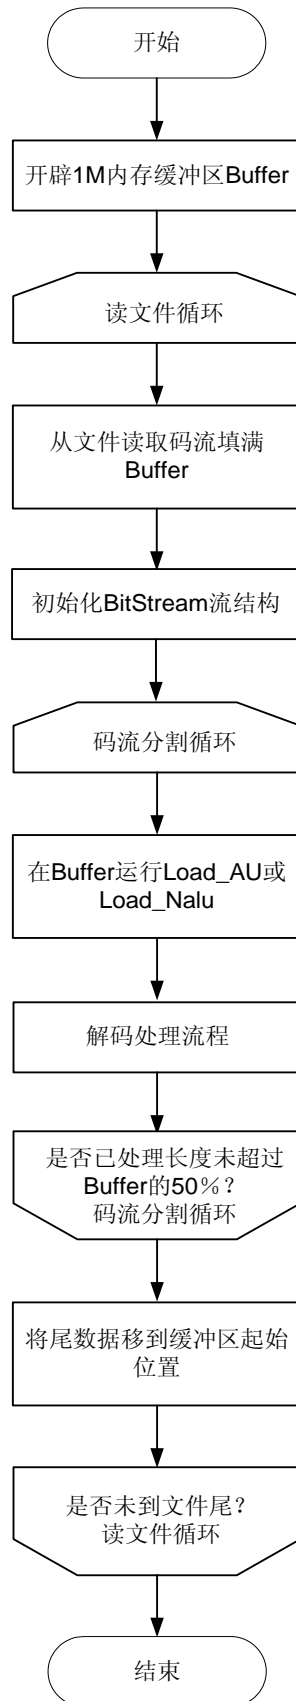 开始
开辟1M内存缓冲区Buffer
读文件循环
从文件读取码流填满
Buffer
初始化BitStream流结构
码流分割循环
在Buffer运行Load_AU或
Load_Nalu
解码处理流程
是否已处理长度未超过
Buffer的50%?
码流分割循环
将尾数据移到缓冲区起始
位置
是否未到文件尾?
读文件循环
结束